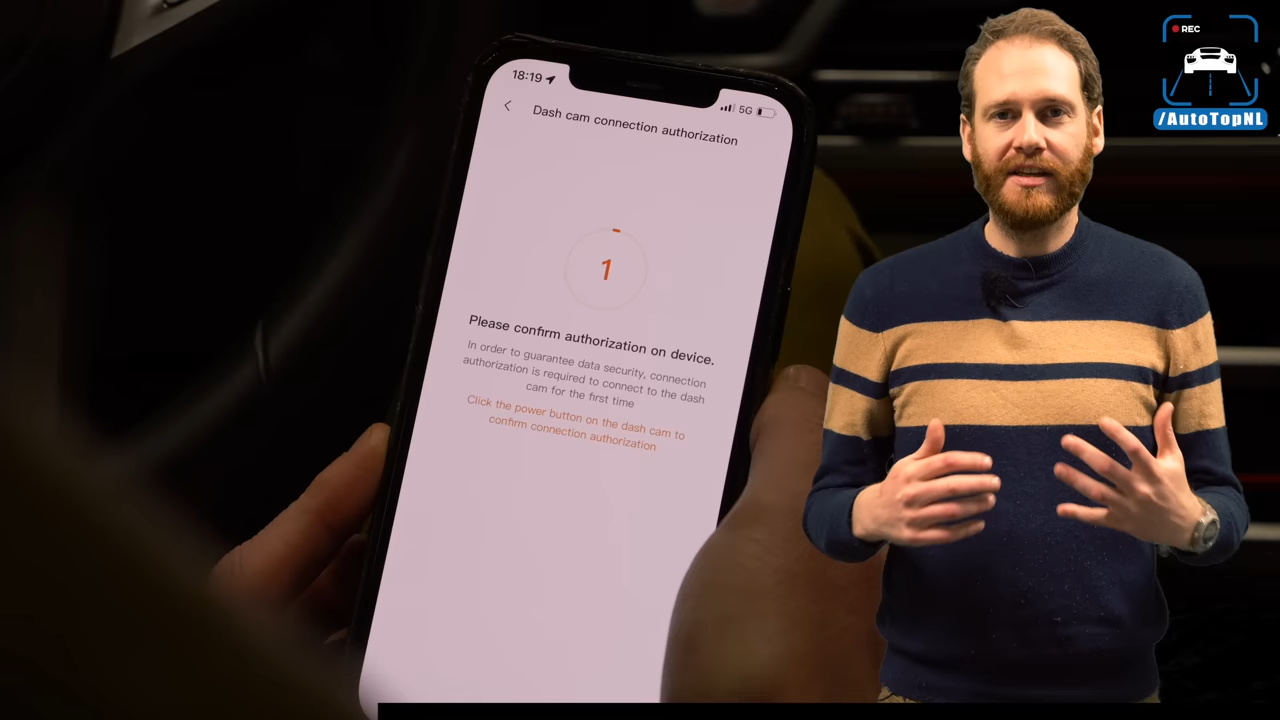 18:19
5G
Dash cam connection authorization
1
Please confirm authorization on device.
In order to guarantee data security, connection
authorization is required to connect to the dash
cam for the first time
Click the power button on the dash cam to
confirm connection authorization
REC
/AutoTopNL